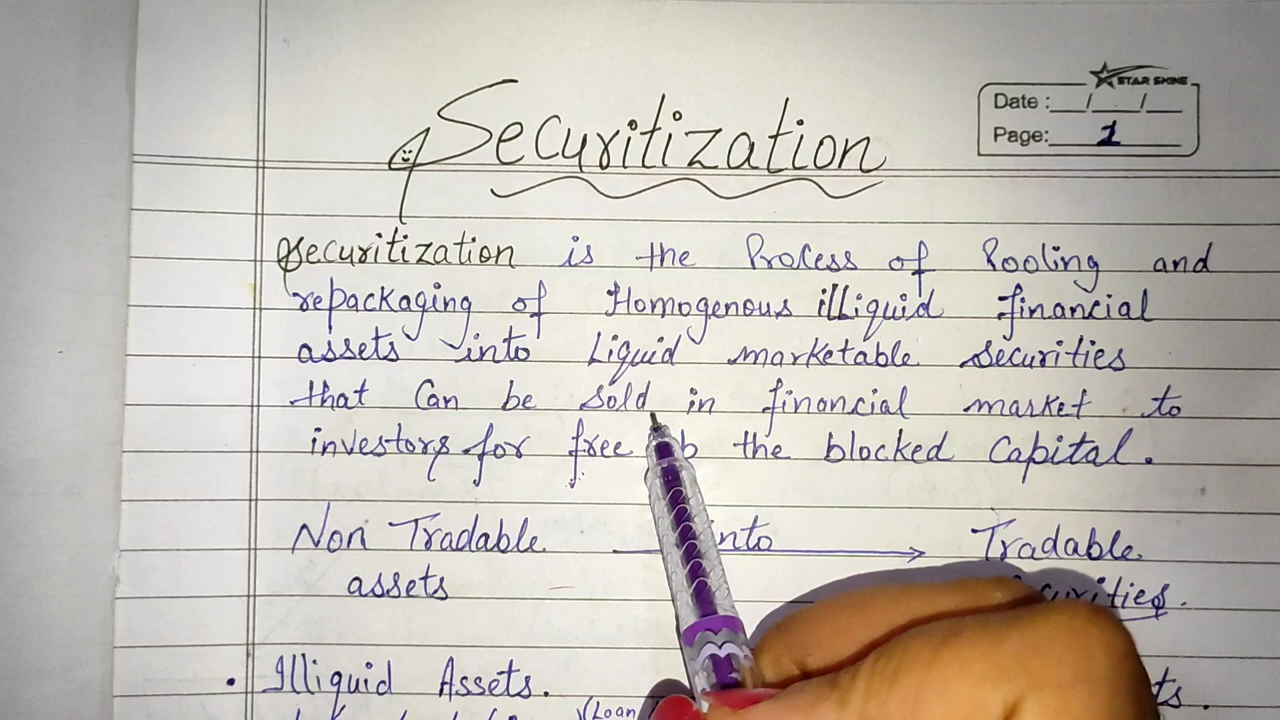 STAR SHINE
Date : / /
Page: 1
Securitization
Securitization is the Process of Pooling and
repackaging of Homogenous illiquid financial
assets into Liquid marketable securities
that Can be sold in financial market to
investors for free the blocked Capital.
Non Tradable into Tradable
assets
• Illiquid Assets.
(Loan